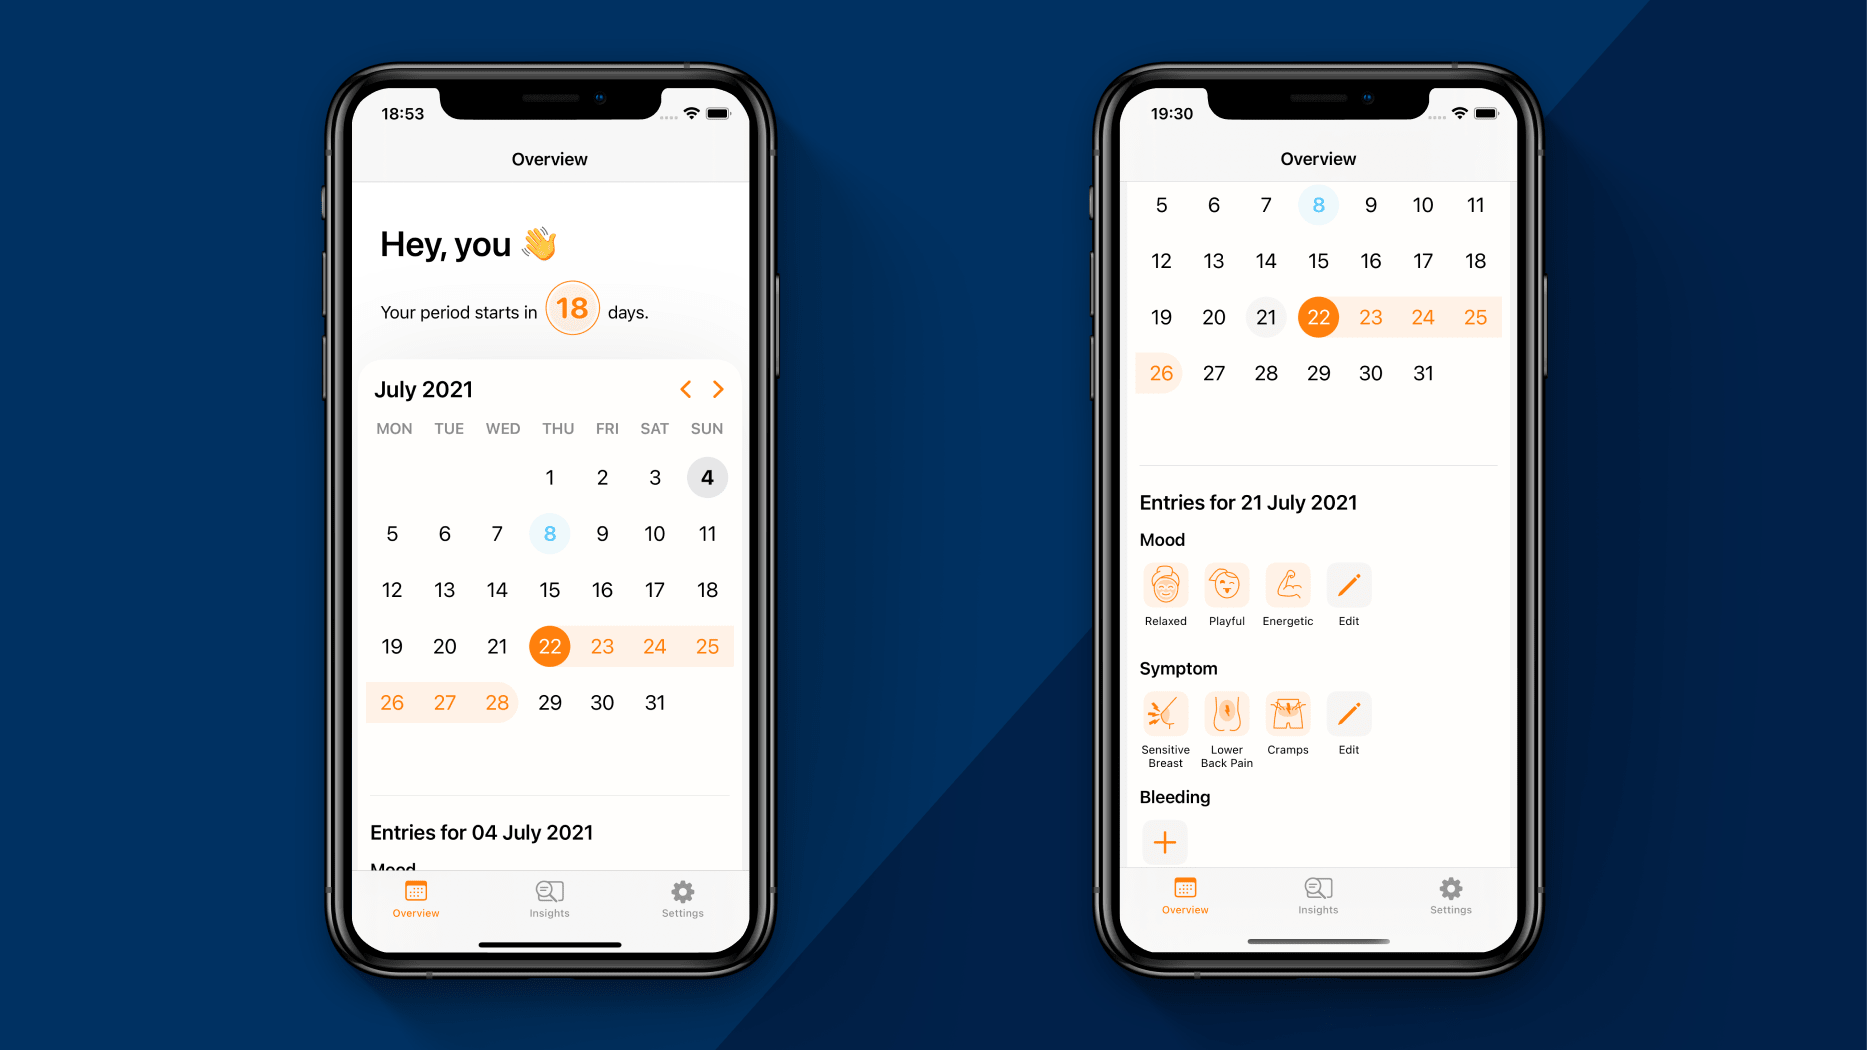 18:53
Overview
Hey, you 👋
Your period starts in 18 days.
July 2021
MON TUE WED THU FRI SAT SUN
1 2 3 4
5 6 7 8 9 10 11
12 13 14 15 16 17 18
19 20 21 22 23 24 25
26 27 28 29 30 31
Entries for 04 July 2021
Mood
Overview Insights Settings
19:30
Overview
5 6 7 8 9 10 11
12 13 14 15 16 17 18
19 20 21 22 23 24 25
26 27 28 29 30 31
Entries for 21 July 2021
Mood
Relaxed Playful Energetic Edit
Symptom
Sensitive Lower Cramps Edit
Breast Back Pain
Bleeding
Overview Insights Settings